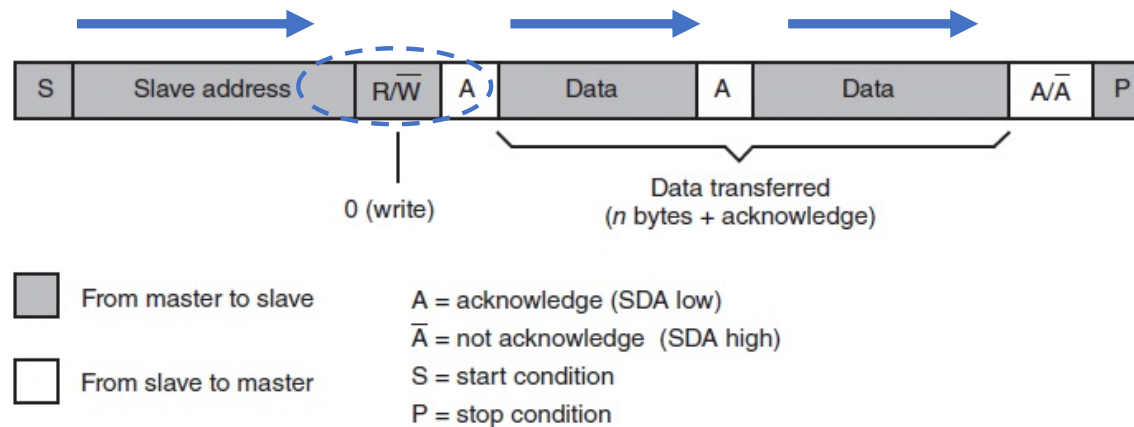 S Slave address R/W̅ A Data A Data A/A̅ P
0 (write)
Data transferred
(n bytes + acknowledge)
From master to slave
From slave to master
A = acknowledge (SDA low)
A̅ = not acknowledge (SDA high)
S = start condition
P = stop condition